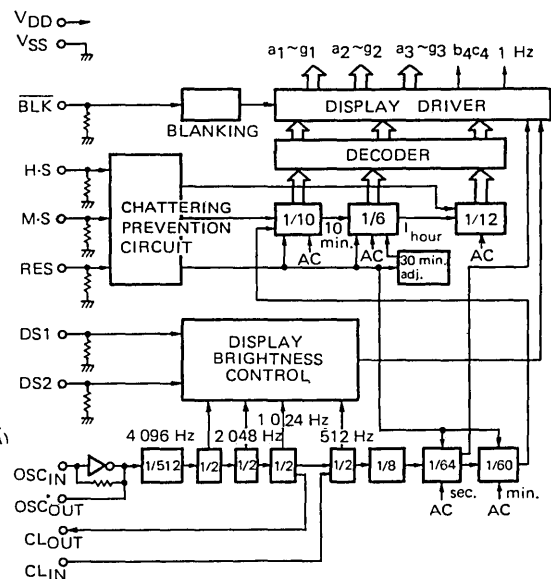 VDD
VSS
a1~g1 a2~g2 a3~g3 b4c4 1 Hz
BLK
BLANKING
DISPLAY DRIVER
DECODER
H·S
M·S
RES
CHATTERING
PREVENTION
CIRCUIT
1/10
1/6
1/12
10
min.
1
hour
AC
AC
AC
30 min.
adj.
DS1
DS2
DISPLAY
BRIGHTNESS
CONTROL
4 096 Hz
2 048 Hz
1 024 Hz
512 Hz
OSCIN
1/512
1/2
1/2
1/2
1/2
1/8
1/64
1/60
OSCOUT
sec.
AC
min.
AC
CLOUT
CLIN